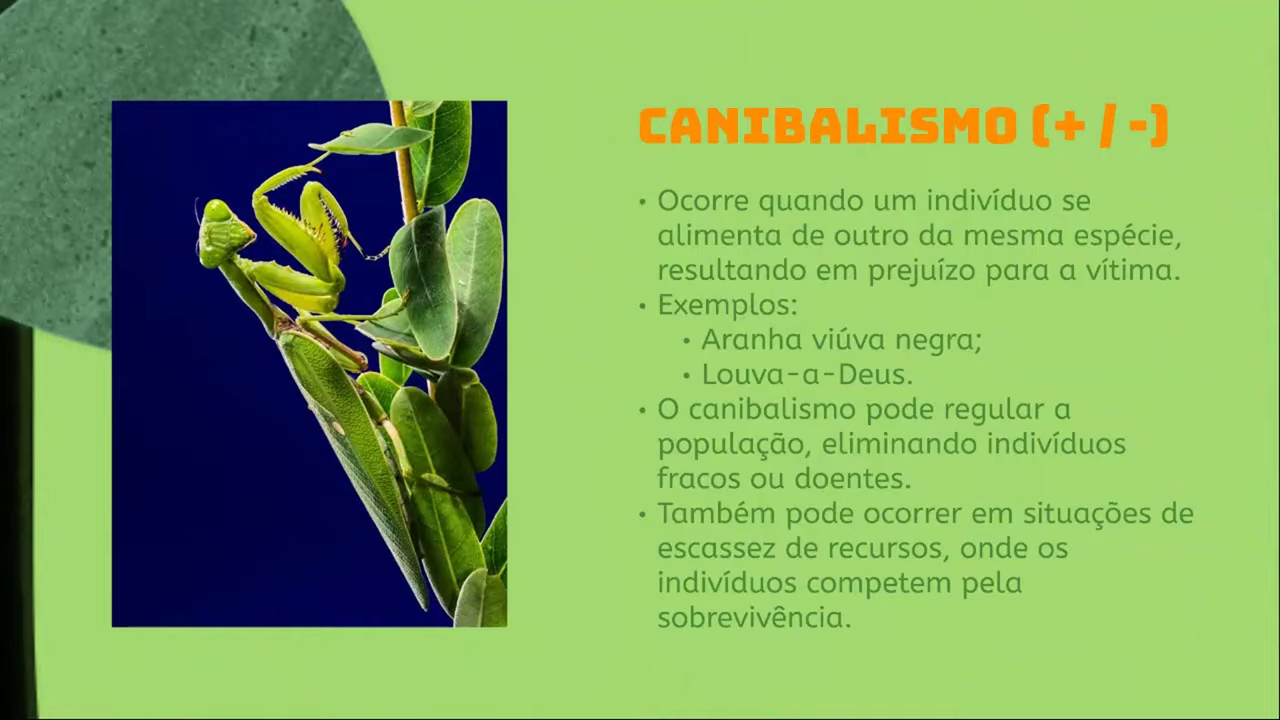 CANIBALISMO (+ / -)
• Ocorre quando um indivíduo se
alimenta de outro da mesma espécie,
resultando em prejuízo para a vítima.
• Exemplos:
• Aranha viúva negra;
• Louva-a-Deus.
• O canibalismo pode regular a
população, eliminando indivíduos
fracos ou doentes.
• Também pode ocorrer em situações de
escassez de recursos, onde os
indivíduos competem pela
sobrevivência.